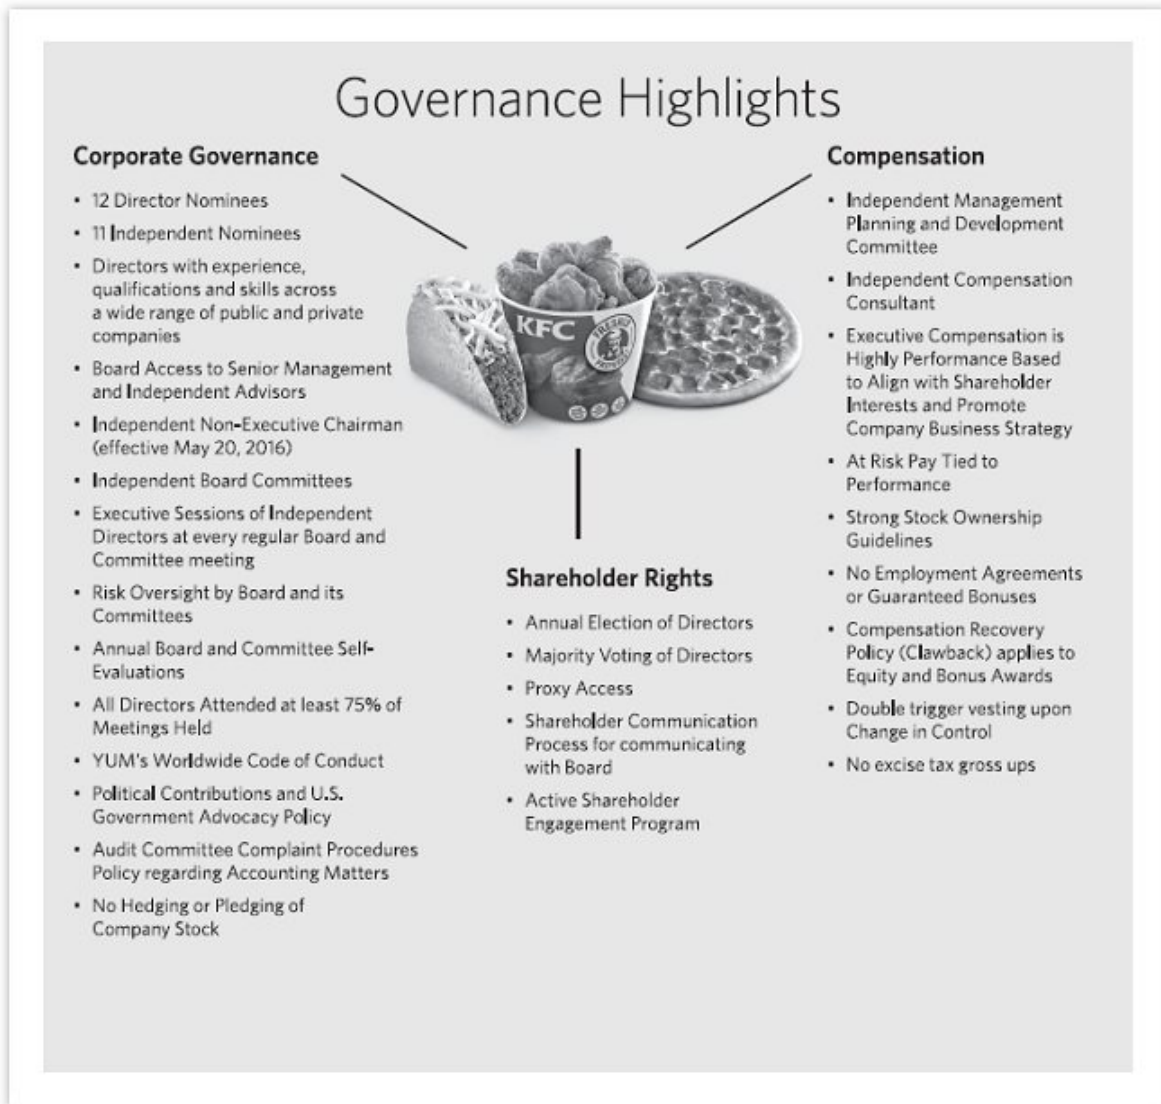 Governance Highlights
Corporate Governance
• 12 Director Nominees
• 11 Independent Nominees
• Directors with experience,
qualifications and skills across
a wide range of public and private
companies
• Board Access to Senior Management
and Independent Advisors
• Independent Non-Executive Chairman
(effective May 20, 2016)
• Independent Board Committees
• Executive Sessions of Independent
Directors at every regular Board and
Committee meeting
• Risk Oversight by Board and its
Committees
• Annual Board and Committee Self-
Evaluations
• All Directors Attended at least 75% of
Meetings Held
• YUM's Worldwide Code of Conduct
• Political Contributions and U.S.
Government Advocacy Policy
• Audit Committee Complaint Procedures
Policy regarding Accounting Matters
• No Hedging or Pledging of
Company Stock
KFC
Shareholder Rights
• Annual Election of Directors
• Majority Voting of Directors
• Proxy Access
• Shareholder Communication
Process for communicating
with Board
• Active Shareholder
Engagement Program
Compensation
• Independent Management
Planning and Development
Committee
• Independent Compensation
Consultant
• Executive Compensation is
Highly Performance Based
to Align with Shareholder
Interests and Promote
Company Business Strategy
• At Risk Pay Tied to
Performance
• Strong Stock Ownership
Guidelines
• No Employment Agreements
or Guaranteed Bonuses
• Compensation Recovery
Policy (Clawback) applies to
Equity and Bonus Awards
• Double trigger vesting upon
Change in Control
• No excise tax gross ups